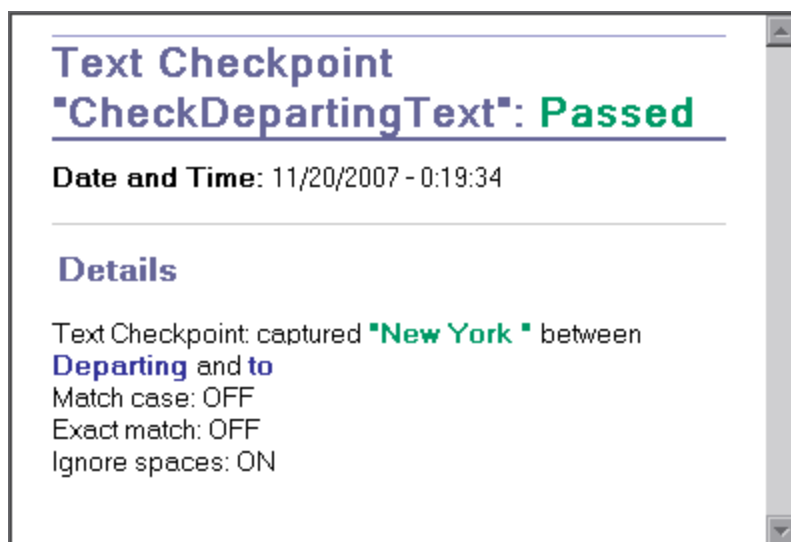 Text Checkpoint
"CheckDepartingText": Passed
Date and Time: 11/20/2007 - 0:19:34
Details
Text Checkpoint: captured "New York " between
Departing and to
Match case: OFF
Exact match: OFF
Ignore spaces: ON